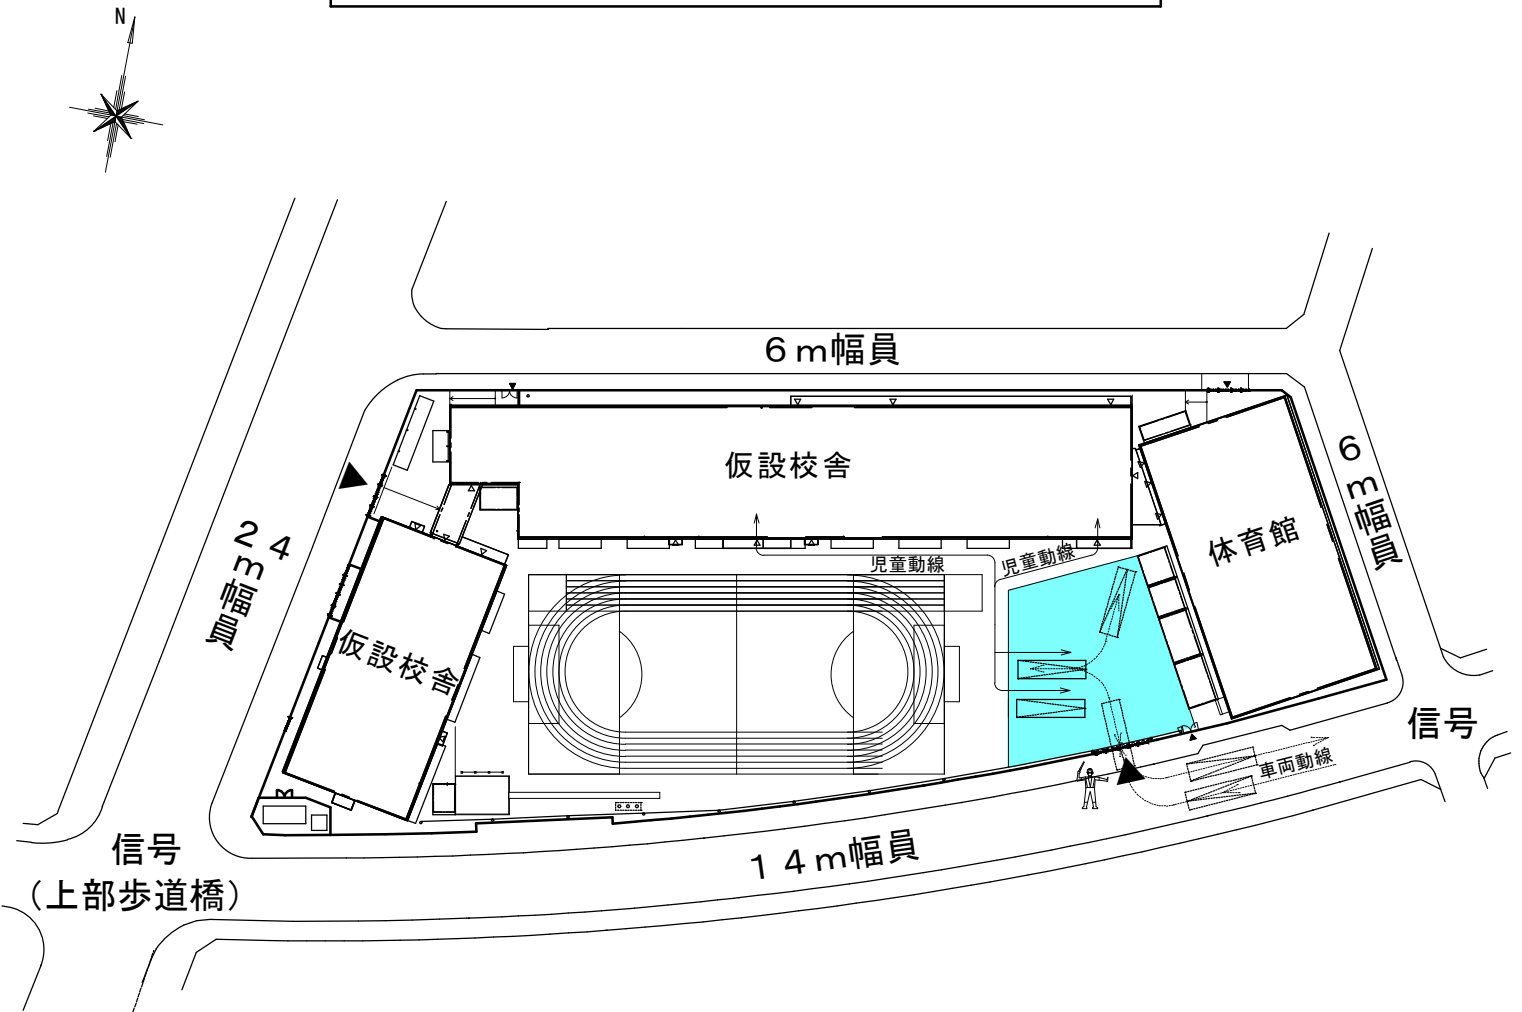 N
６ｍ幅員
仮設校舎
６ｍ幅員
体育館
２４ｍ幅員
児童動線
児童動線
仮設校舎
信号
車両動線
１４ｍ幅員
信号
（上部歩道橋）